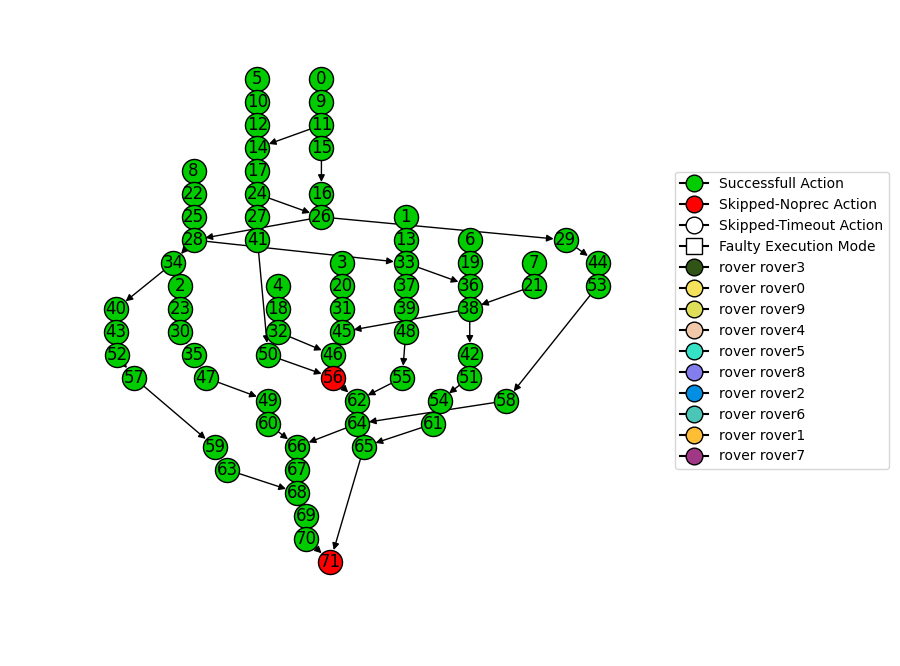 5 0
10 9
12 11
14 15
8 17
22 24 16
25 27 26 1
28 41 13 6 29
34 3 33 19 7 44
2 4 20 37 36 21 53
40 23 18 31 39 38
43 30 32 45 48
52 35 50 46 42
57 47 56 55 51
49 62 54 58
60 64 61
59 66 65
63 67
68
69
70
71
Successfull Action
Skipped-Noprec Action
Skipped-Timeout Action
Faulty Execution Mode
rover rover3
rover rover0
rover rover9
rover rover4
rover rover5
rover rover8
rover rover2
rover rover6
rover rover1
rover rover7